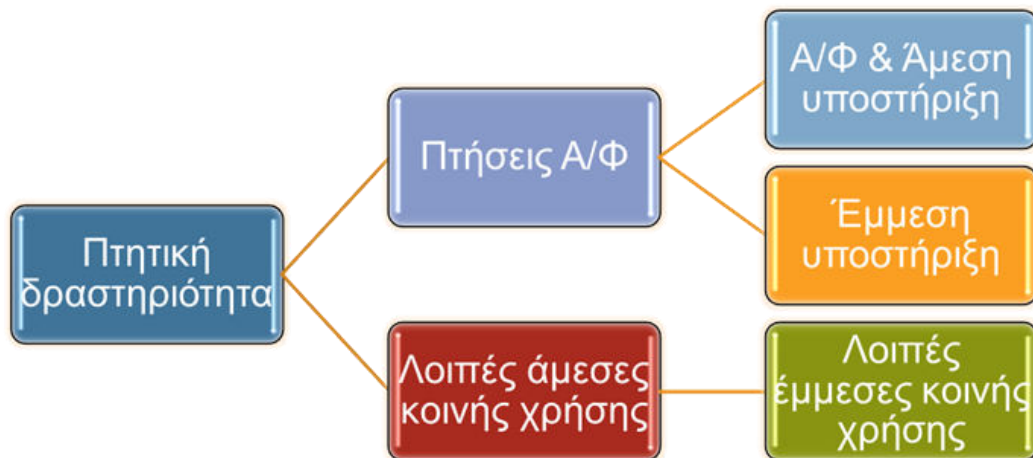 Πτητική
δραστηριότητα
Πτήσεις Α/Φ
Α/Φ & Άμεση
υποστήριξη
Έμμεση
υποστήριξη
Λοιπές άμεσες
κοινής χρήσης
Λοιπές
έμμεσες κοινής
χρήσης